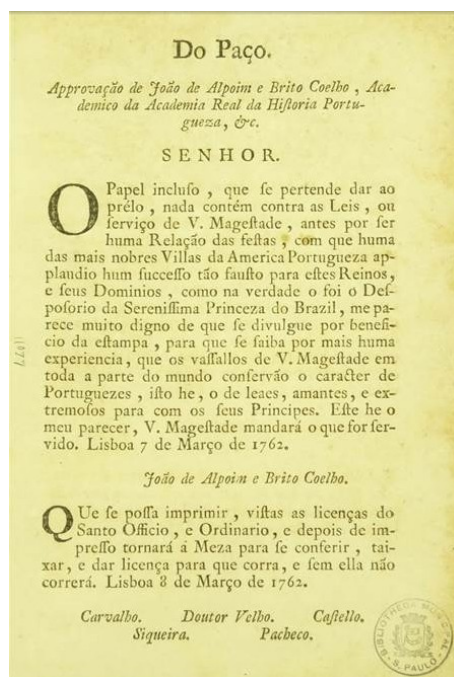 Do Paço.
Approvação de João de Alpoim e Brito Coelho , Aca-
demico da Academia Real da Hiſtoria Portu-
gueza , &c.
SENHOR.
O Papel incluſo , que ſe pertende dar ao
prélo , nada contém contra as Leis , ou
ſerviço de V. Mageſtade , antes por ſer
huma Relação das feſtas , com que huma
das mais nobres Villas da America Portugueza ap-
plaudio hum ſucceſſo tão fauſto para eſtes Reinos,
e ſeus Dominios , como na verdade o foi o Deſ-
poſorio da Sereniſſima Princeza do Brazil , me pa-
rece muito digno de que ſe divulgue por benefi-
cio da eſtampa , para que ſe ſaiba por mais huma
experiencia, que os vaſſallos de V. Mageſtade em
toda a parte do mundo conſervão o caracter de
Portuguezes , iſto he , o de leaes, amantes, e ex-
tremoſos para com os ſeus Principes. Eſte he o
meu parecer, V. Mageſtade mandará o que for ſer-
vido. Lisboa 7 de Março de 1762.
João de Alpoim e Brito Coelho.
QUe ſe poſſa imprimir , viſtas as licenças do
Santo Officio , e Ordinario, e depois de im-
preſſo tornará á Meza para ſe conferir , tai-
xar, e dar licença para que corra, e ſem ella não
correrá. Lisboa 8 de Março de 1762.
Carvalho. Doutor Velho. Caſtello.
Siqueira. Pacheco.
BIBLIOTHECA MUNICIPAL
S. PAULO